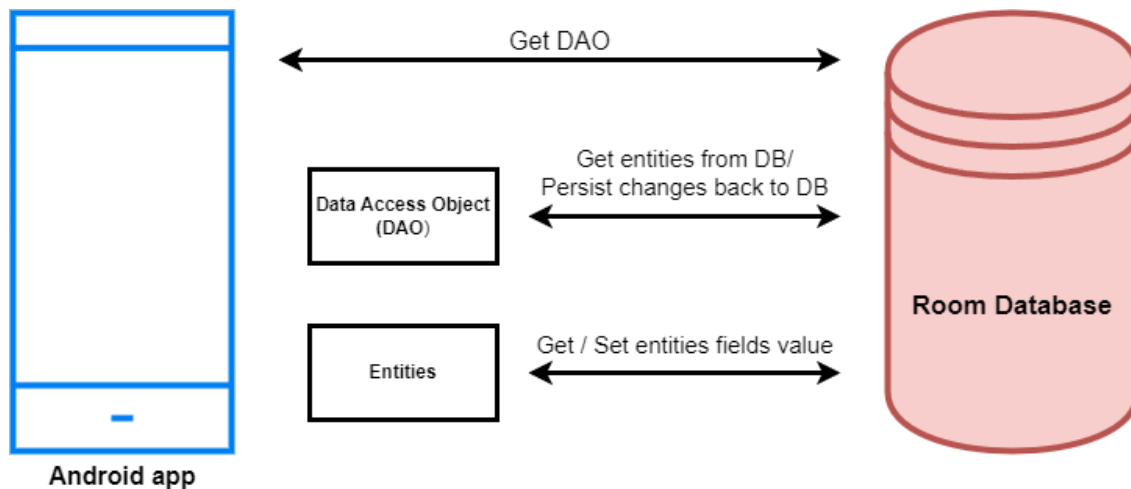 Get DAO
Get entities from DB/
Persist changes back to DB
Data Access Object
(DAO)
Room Database
Get / Set entities fields value
Entities
Android app